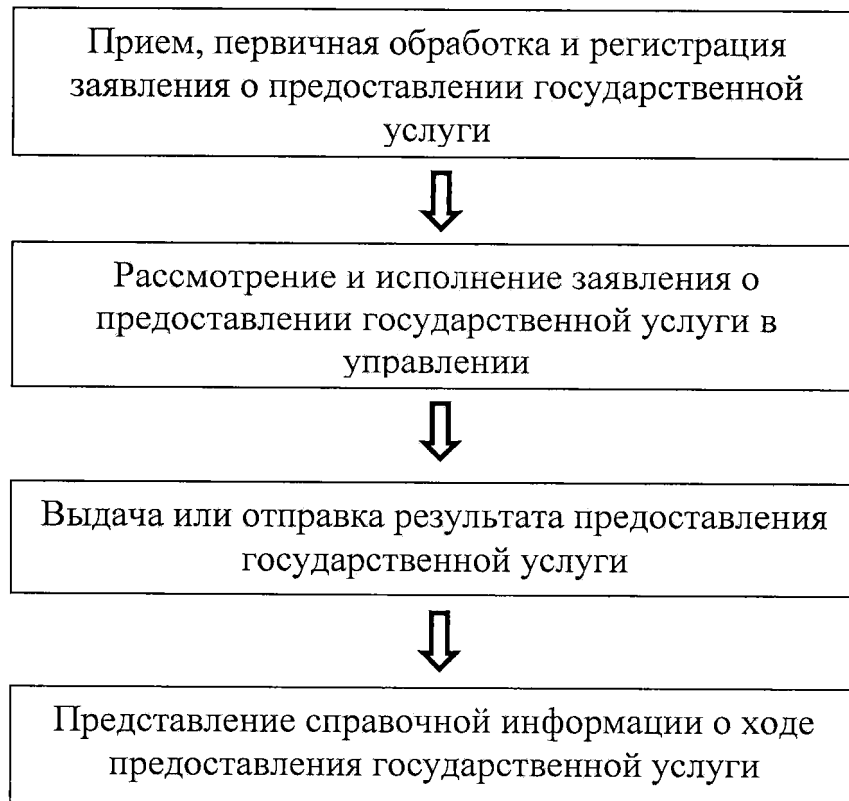 Прием, первичная обработка и регистрация
заявления о предоставлении государственной
услуги
Рассмотрение и исполнение заявления о
предоставлении государственной услуги в
управлении
Выдача или отправка результата предоставления
государственной услуги
Представление справочной информации о ходе
предоставления государственной услуги